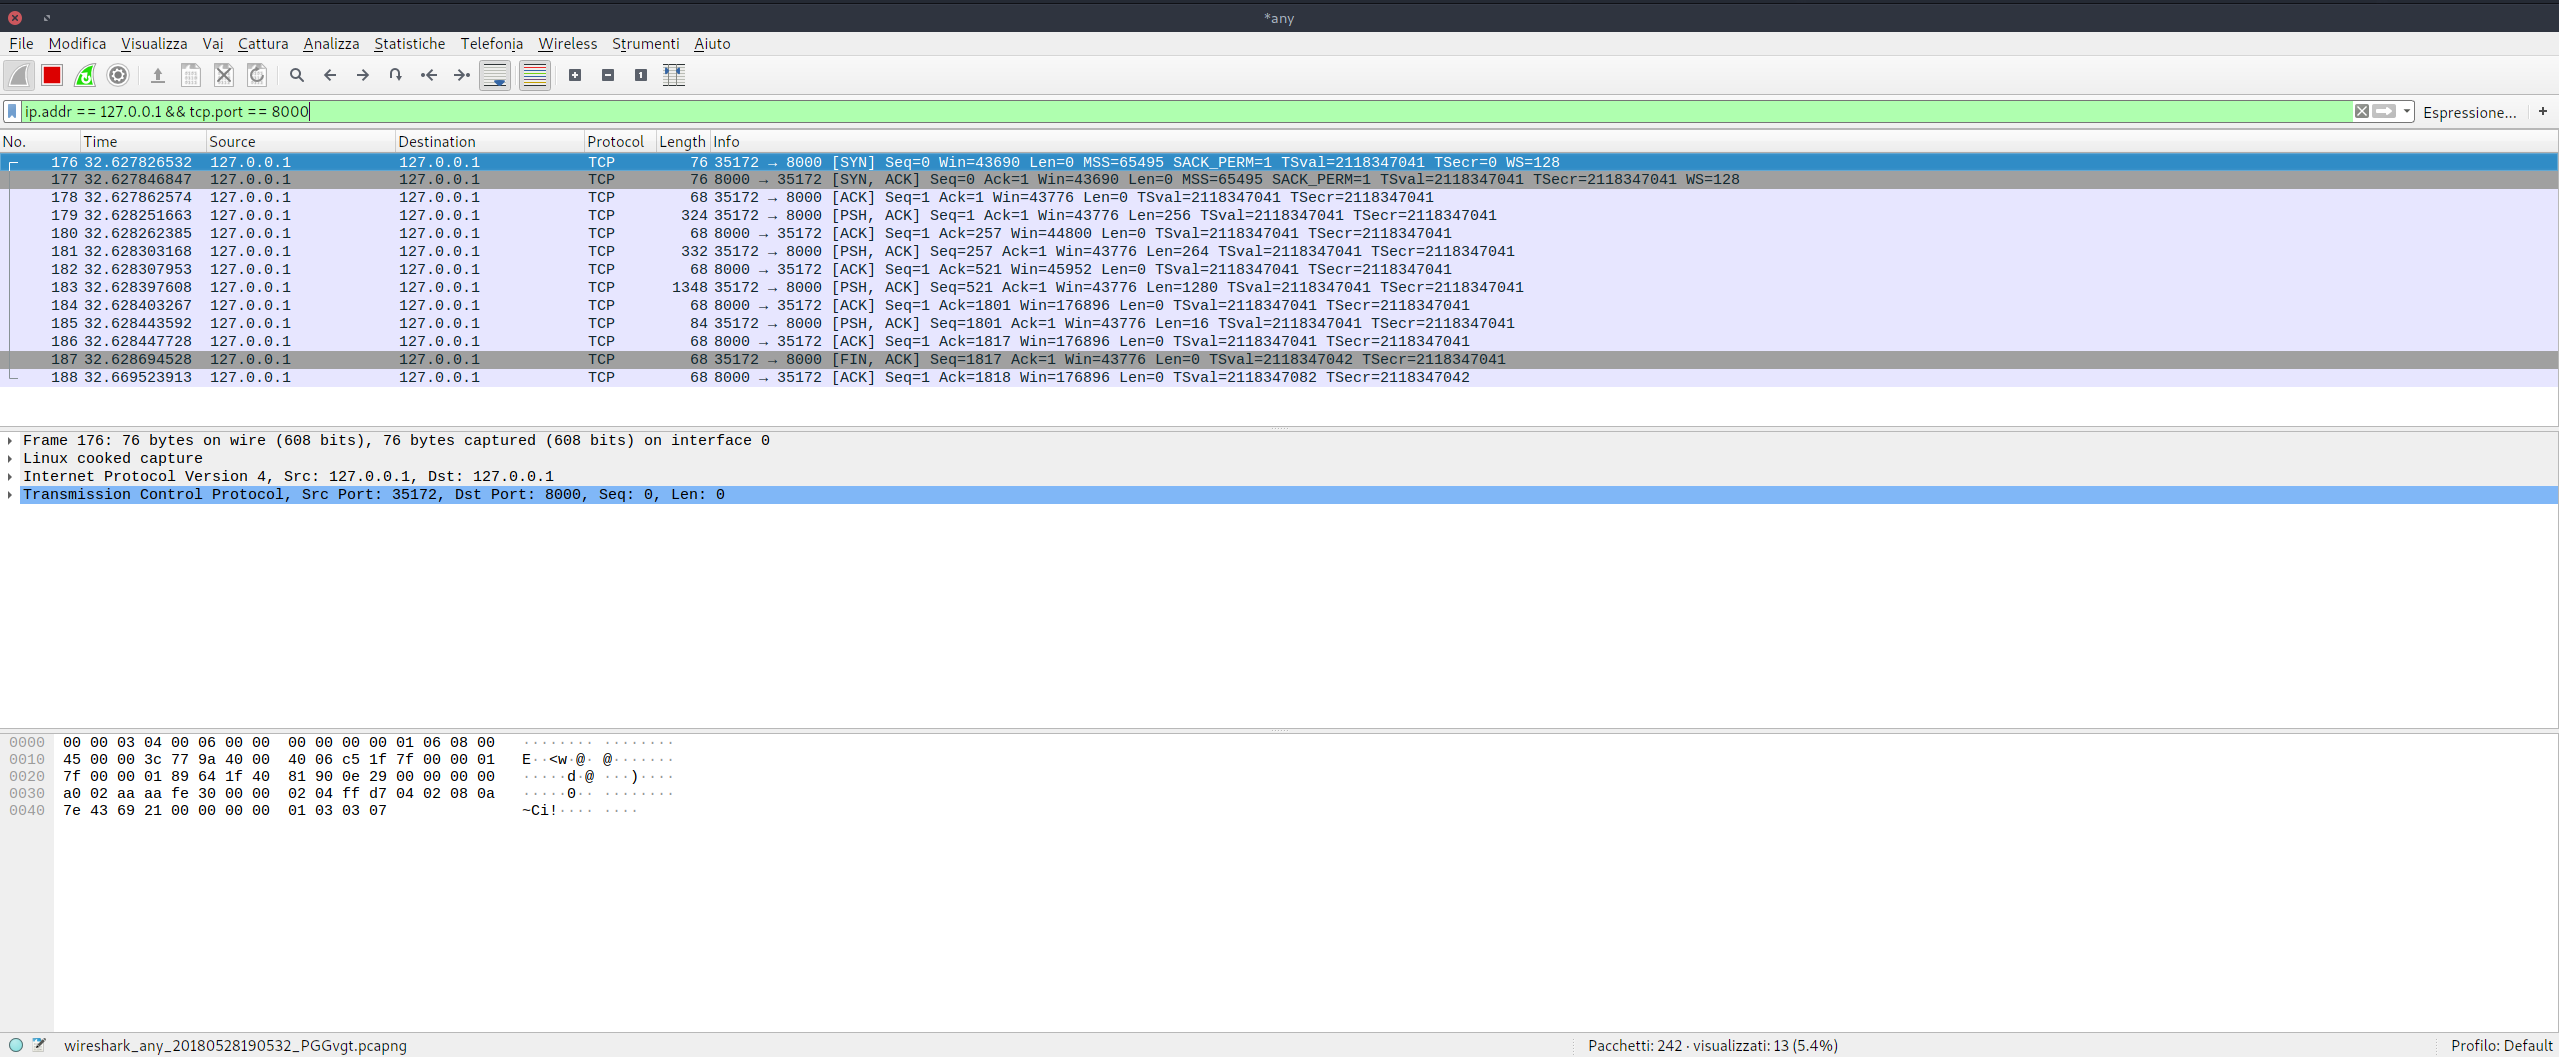 *any
File Modifica Visualizza Vai Cattura Analizza Statistiche Telefonia Wireless Strumenti Aiuto
ip.addr == 127.0.0.1 && tcp.port == 8000 Espressione... +
No. Time Source Destination Protocol Length Info
176 32.627826532 127.0.0.1 127.0.0.1 TCP 76 35172 → 8000 [SYN] Seq=0 Win=43690 Len=0 MSS=65495 SACK_PERM=1 TSval=2118347041 TSecr=0 WS=128
177 32.627846847 127.0.0.1 127.0.0.1 TCP 76 8000 → 35172 [SYN, ACK] Seq=0 Ack=1 Win=43690 Len=0 MSS=65495 SACK_PERM=1 TSval=2118347041 TSecr=2118347041 WS=128
178 32.627862574 127.0.0.1 127.0.0.1 TCP 68 35172 → 8000 [ACK] Seq=1 Ack=1 Win=43776 Len=0 TSval=2118347041 TSecr=2118347041
179 32.628251663 127.0.0.1 127.0.0.1 TCP 324 35172 → 8000 [PSH, ACK] Seq=1 Ack=1 Win=43776 Len=256 TSval=2118347041 TSecr=2118347041
180 32.628262385 127.0.0.1 127.0.0.1 TCP 68 8000 → 35172 [ACK] Seq=1 Ack=257 Win=44800 Len=0 TSval=2118347041 TSecr=2118347041
181 32.628303168 127.0.0.1 127.0.0.1 TCP 332 35172 → 8000 [PSH, ACK] Seq=257 Ack=1 Win=43776 Len=264 TSval=2118347041 TSecr=2118347041
182 32.628307953 127.0.0.1 127.0.0.1 TCP 68 8000 → 35172 [ACK] Seq=1 Ack=521 Win=45952 Len=0 TSval=2118347041 TSecr=2118347041
183 32.628397608 127.0.0.1 127.0.0.1 TCP 1348 35172 → 8000 [PSH, ACK] Seq=521 Ack=1 Win=43776 Len=1280 TSval=2118347041 TSecr=2118347041
184 32.628403267 127.0.0.1 127.0.0.1 TCP 68 8000 → 35172 [ACK] Seq=1 Ack=1801 Win=176896 Len=0 TSval=2118347041 TSecr=2118347041
185 32.628443592 127.0.0.1 127.0.0.1 TCP 84 35172 → 8000 [PSH, ACK] Seq=1801 Ack=1 Win=43776 Len=16 TSval=2118347041 TSecr=2118347041
186 32.628447728 127.0.0.1 127.0.0.1 TCP 68 8000 → 35172 [ACK] Seq=1 Ack=1817 Win=176896 Len=0 TSval=2118347041 TSecr=2118347041
187 32.628694528 127.0.0.1 127.0.0.1 TCP 68 35172 → 8000 [FIN, ACK] Seq=1817 Ack=1 Win=43776 Len=0 TSval=2118347042 TSecr=2118347041
188 32.669523913 127.0.0.1 127.0.0.1 TCP 68 8000 → 35172 [ACK] Seq=1 Ack=1818 Win=176896 Len=0 TSval=2118347082 TSecr=2118347042
Frame 176: 76 bytes on wire (608 bits), 76 bytes captured (608 bits) on interface 0
Linux cooked capture
Internet Protocol Version 4, Src: 127.0.0.1, Dst: 127.0.0.1
Transmission Control Protocol, Src Port: 35172, Dst Port: 8000, Seq: 0, Len: 0
0000 00 00 03 04 00 06 00 00 00 00 00 00 01 06 08 00 ········ ········
0010 45 00 00 3c 77 9a 40 00 40 06 c5 1f 7f 00 00 01 E··<w·@· @·······
0020 7f 00 00 01 89 64 1f 40 81 90 0e 29 00 00 00 00 ·····d·@ ···)····
0030 a0 02 aa aa fe 30 00 00 02 04 ff d7 04 02 08 0a ·····0·· ········
0040 7e 43 69 21 00 00 00 00 01 03 03 07 ~Ci!···· ····
wireshark_any_20180528190532_PGGvgt.pcapng Pacchetti: 242 · visualizzati: 13 (5.4%) Profilo: Default